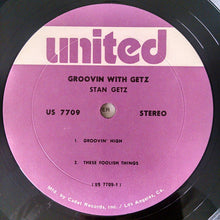 united
GROOVIN WITH GETZ
STAN GETZ
US 7709
STEREO
1. GROOVIN' HIGH
2. THESE FOOLISH THINGS
( US 7709-1 )
Mfg. by Cadet Records, Inc. / Los Angeles, Ca.